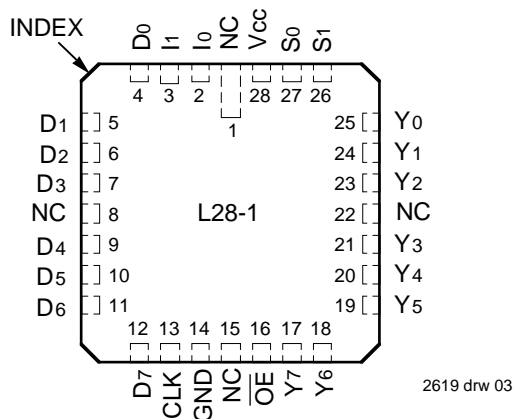 INDEX
D0 I1 I0 NC Vcc S0 S1
4 3 2 28 27 26
1
D1 5 25 Y0
D2 6 24 Y1
D3 7 23 Y2
NC 8 L28-1 22 NC
D4 9 21 Y3
D5 10 20 Y4
D6 11 19 Y5
12 13 14 15 16 17 18
D7 CLK GND NC OE Y7 Y6
2619 drw 03